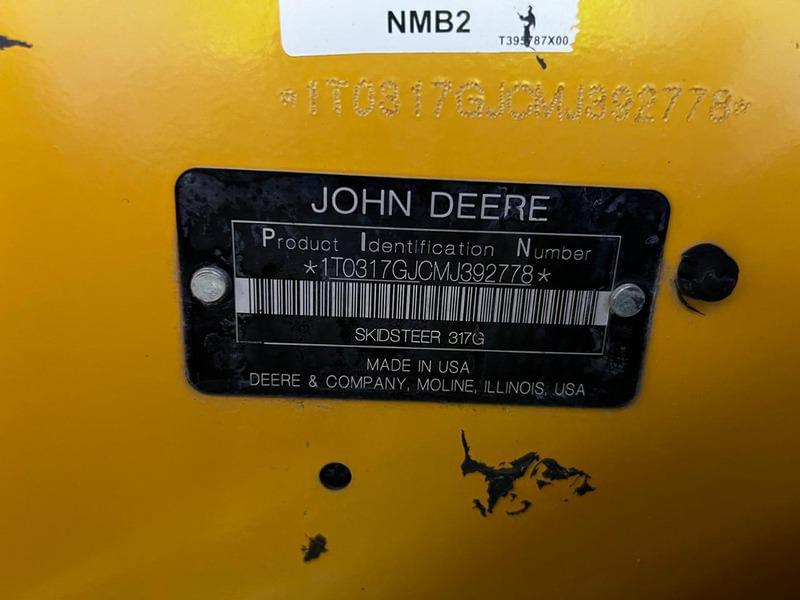 NMB2
T395787X00
*1T0317GJCMJ392778*
JOHN DEERE
Product Identification Number
*1T0317GJCMJ392778*
SKIDSTEER 317G
MADE IN USA
DEERE & COMPANY, MOLINE, ILLINOIS, USA